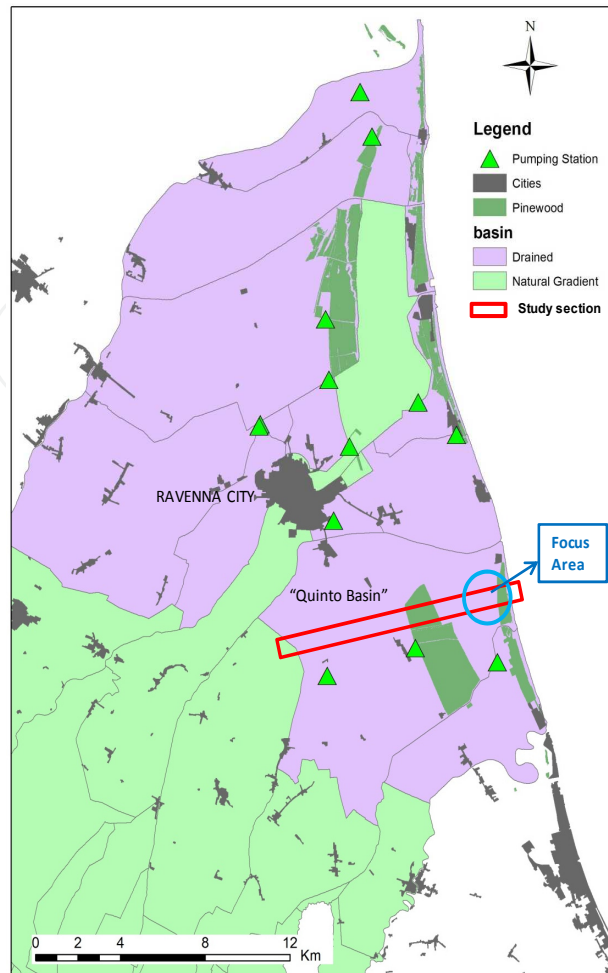 N
Legend
Pumping Station
Cities
Pinewood
basin
Drained
Natural Gradient
Study section
RAVENNA CITY
Focus
Area
“Quinto Basin”
0 2 4 8 12
Km